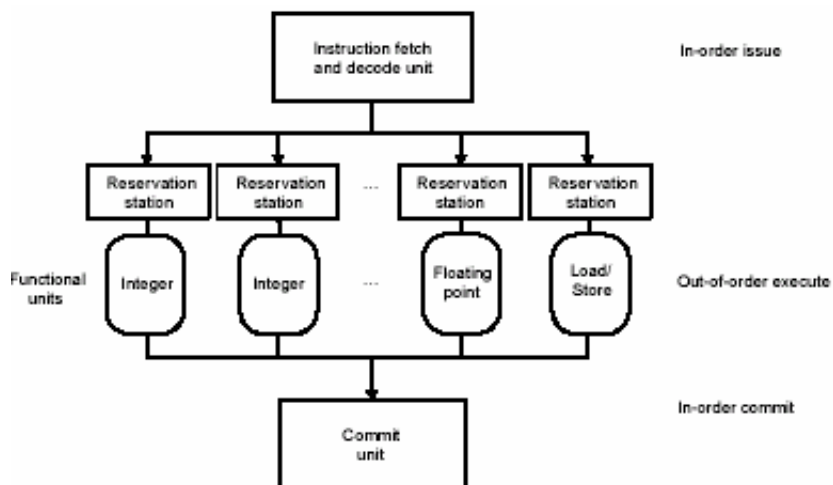 Instruction fetch
and decode unit
In-order issue
Reservation
station
Reservation
station
...
Reservation
station
Reservation
station
Functional
units
Integer
Integer
...
Floating
point
Load/
Store
Out-of-order execute
In-order commit
Commit
unit